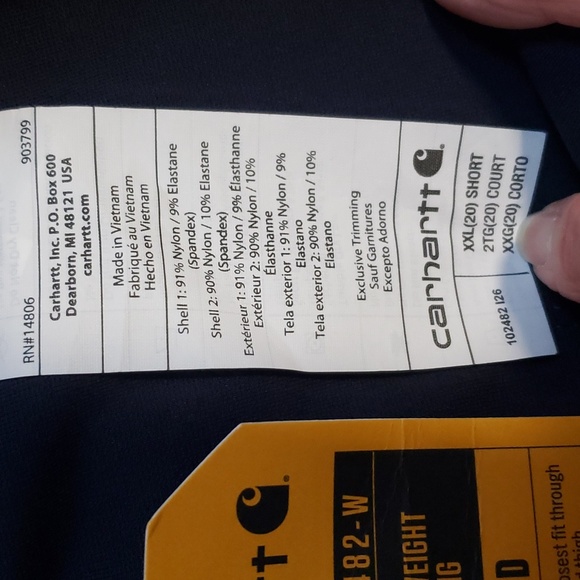 RN#14806 903799
Carhartt, Inc. P.O. Box 600
Dearborn, MI 48121 USA
carhartt.com
Made in Vietnam
Fabriqué au Vietnam
Hecho en Vietnam
Shell 1: 91% Nylon / 9% Elastane
(Spandex)
Shell 2: 90% Nylon / 10% Elastane
(Spandex)
Extérieur 1: 91% Nylon / 9% Élasthanne
Extérieur 2: 90% Nylon / 10%
Élasthanne
Tela exterior 1: 91% Nylon / 9%
Elastano
Tela exterior 2: 90% Nylon / 10%
Elastano
Exclusive Trimming
Sauf Garnitures
Excepto Adorno
carhartt
XXL(20) SHORT
2TG(20) COURT
XXG(20) CORTO
102482 I26
tt
482-W
EIGHT
G
D
sest fit through